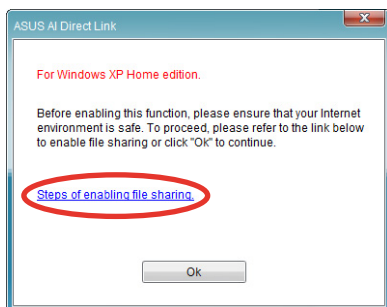 ASUS AI Direct Link
For Windows XP Home edition.
Before enabling this function, please ensure that your Internet
environment is safe. To proceed, please refer to the link below
to enable file sharing or click "Ok" to continue.
Steps of enabling file sharing.
Ok